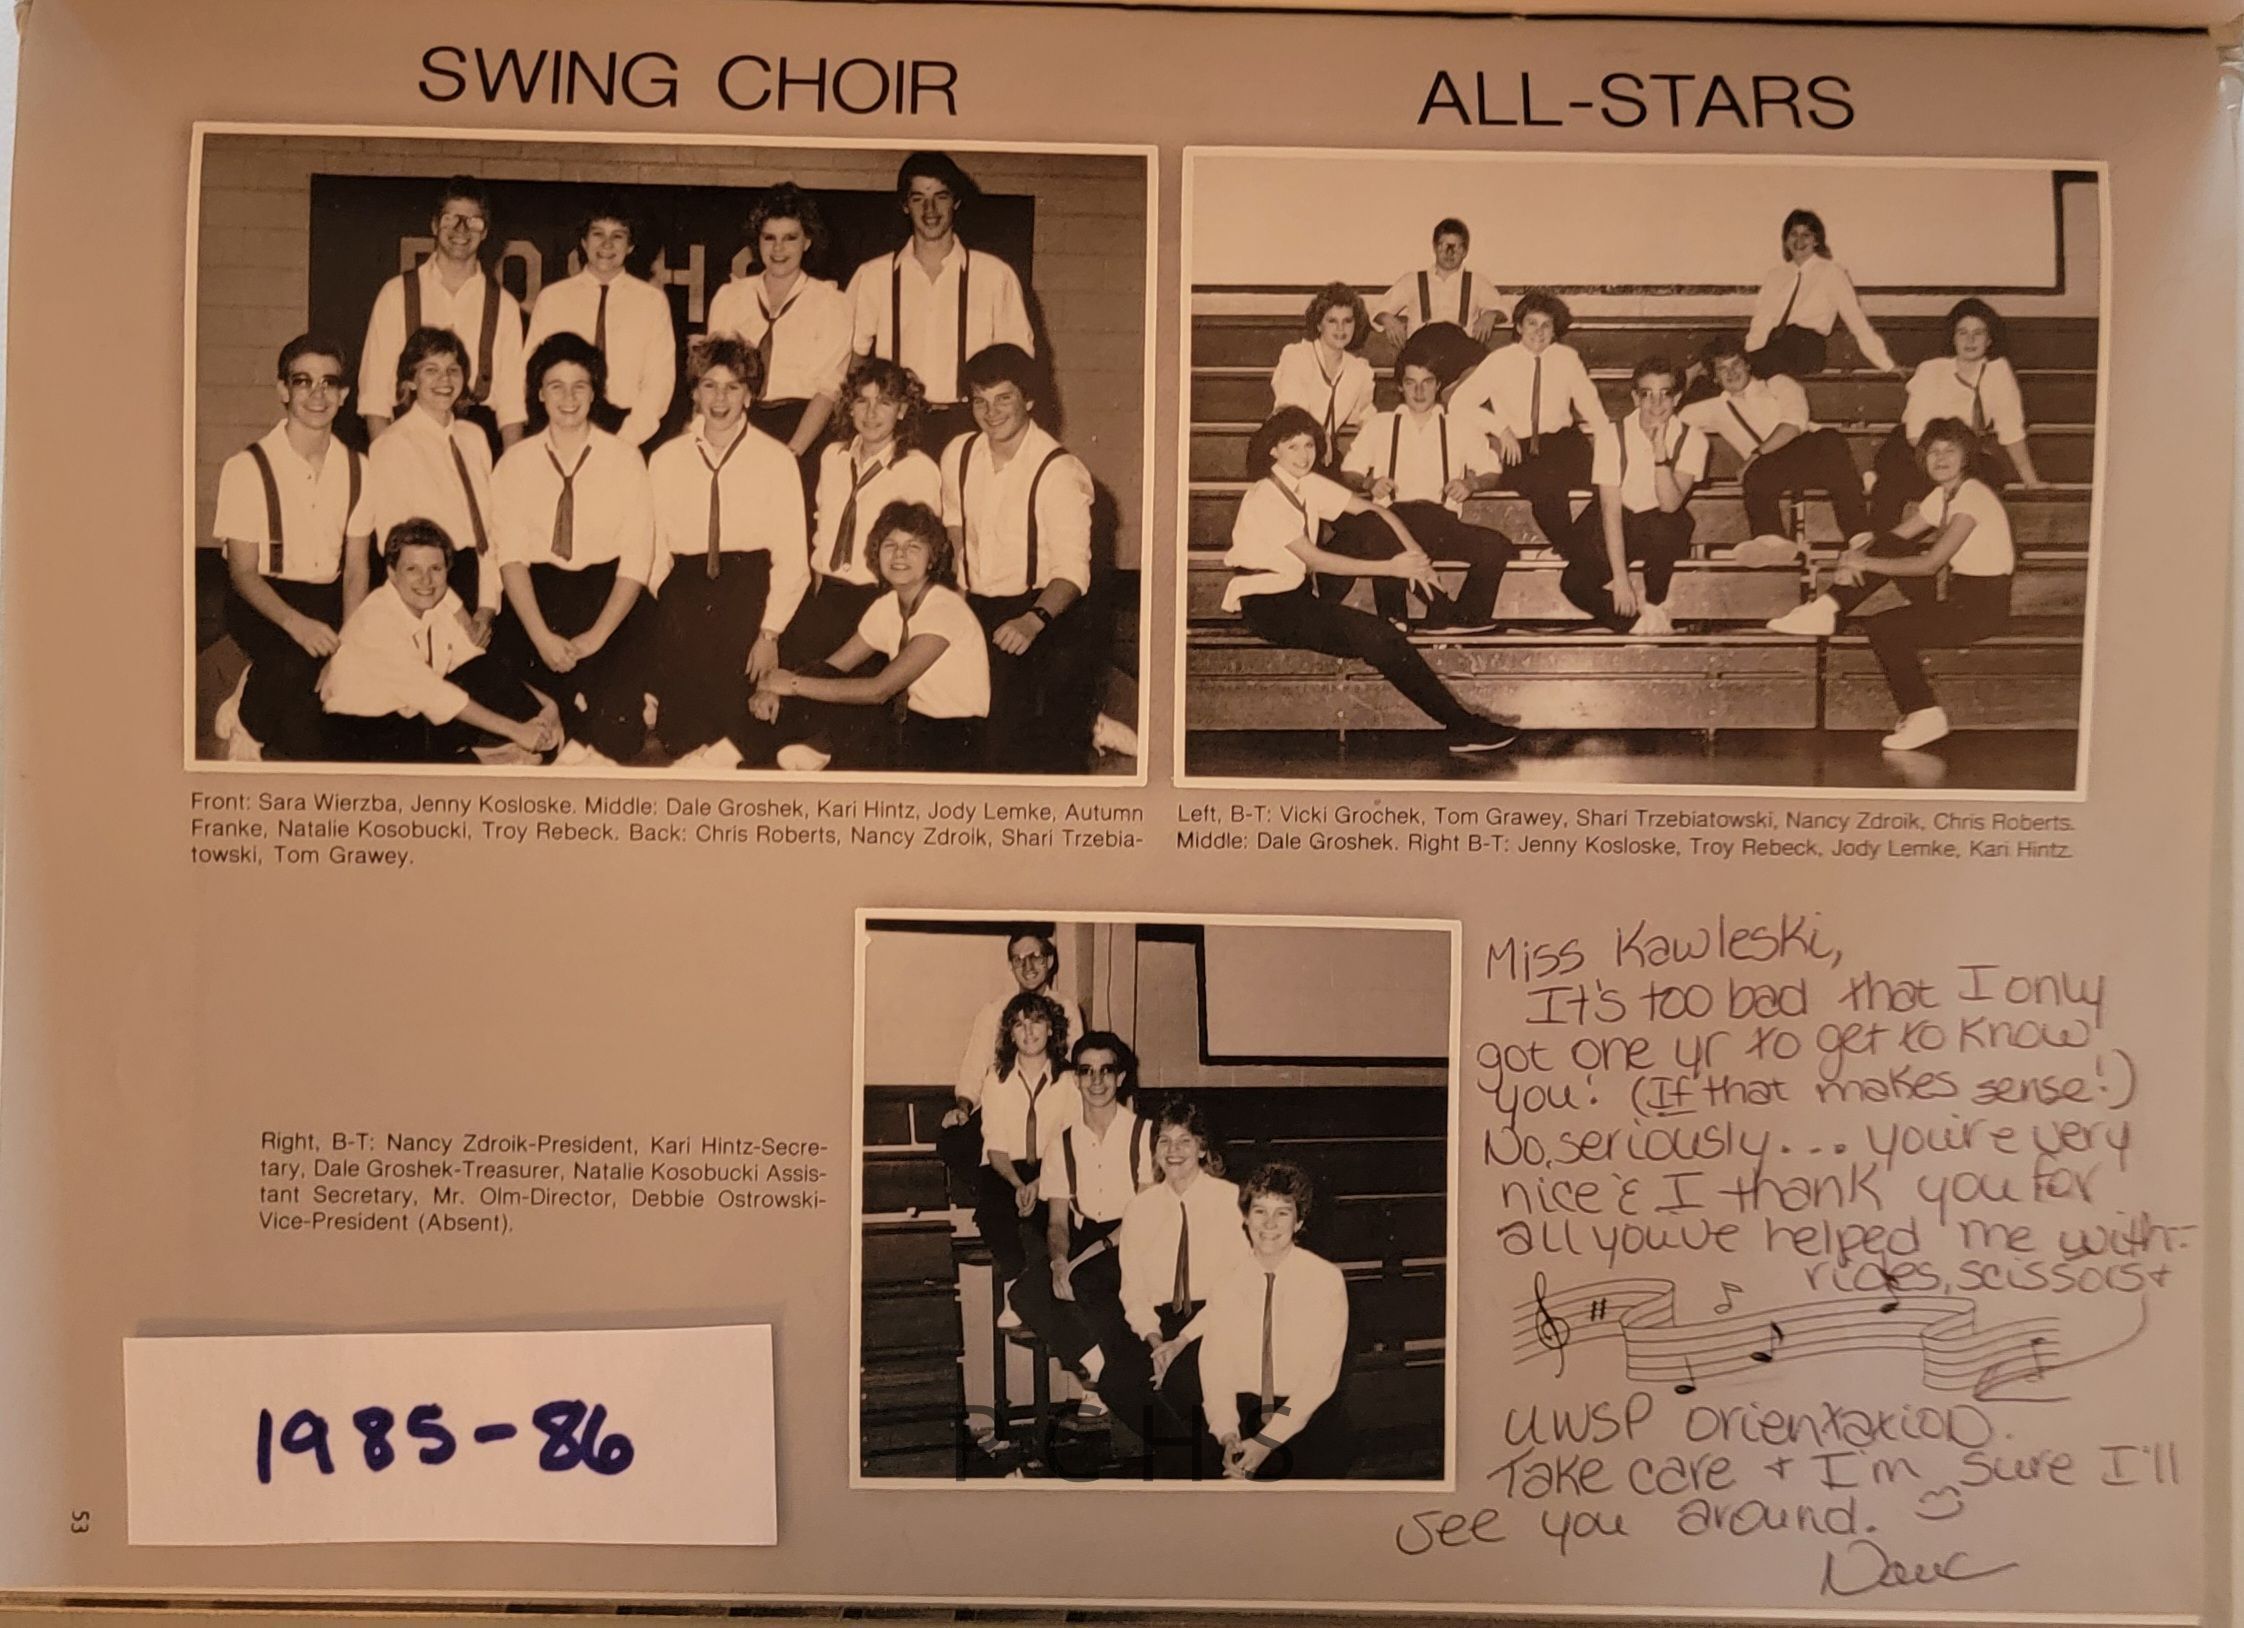 SWING CHOIR
ALL-STARS
Front: Sara Wierzba, Jenny Kosloske. Middle: Dale Groshek, Kari Hintz, Jody Lemke, Autumn
Franke, Natalie Kosobucki, Troy Rebeck. Back: Chris Roberts, Nancy Zdroik, Shari Trzebia-
towski, Tom Grawey.
Left, B-T: Vicki Grochek, Tom Grawey, Shari Trzebiatowski, Nancy Zdroik, Chris Roberts.
Middle: Dale Groshek. Right B-T: Jenny Kosloske, Troy Rebeck, Jody Lemke, Kari Hintz.
Right, B-T: Nancy Zdroik-President, Kari Hintz-Secre-
tary, Dale Groshek-Treasurer, Natalie Kosobucki Assis-
tant Secretary, Mr. Olm-Director, Debbie Ostrowski-
Vice-President (Absent).
Miss Kawleski,
It's too bad that I only
got one yr to get to know
you! (If that makes sense!)
No, seriously... you're very
nice & I thank you for
all you've helped me with-
rides, scissors +
UWSP orientation.
Take care + I'm sure I'll
see you around.
1985-86
53
PCHS